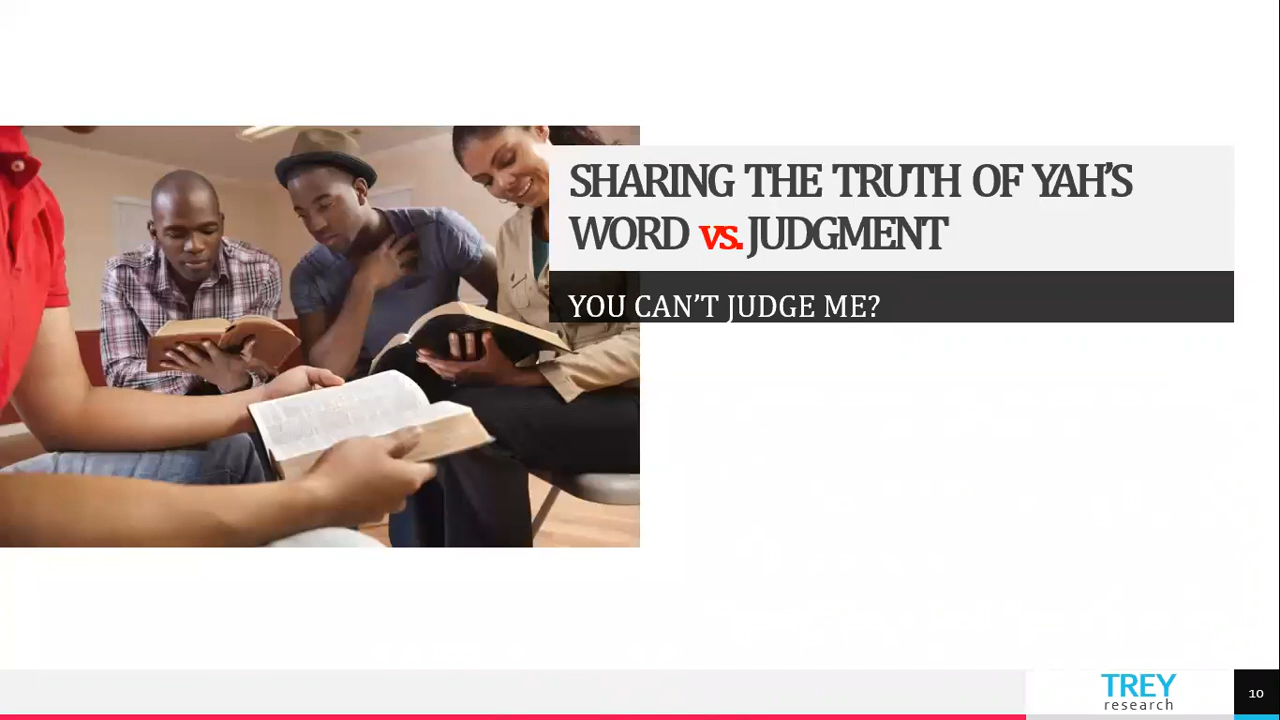 SHARING THE TRUTH OF YAH'S
WORD vs. JUDGMENT
YOU CAN'T JUDGE ME?
TREY
research
10